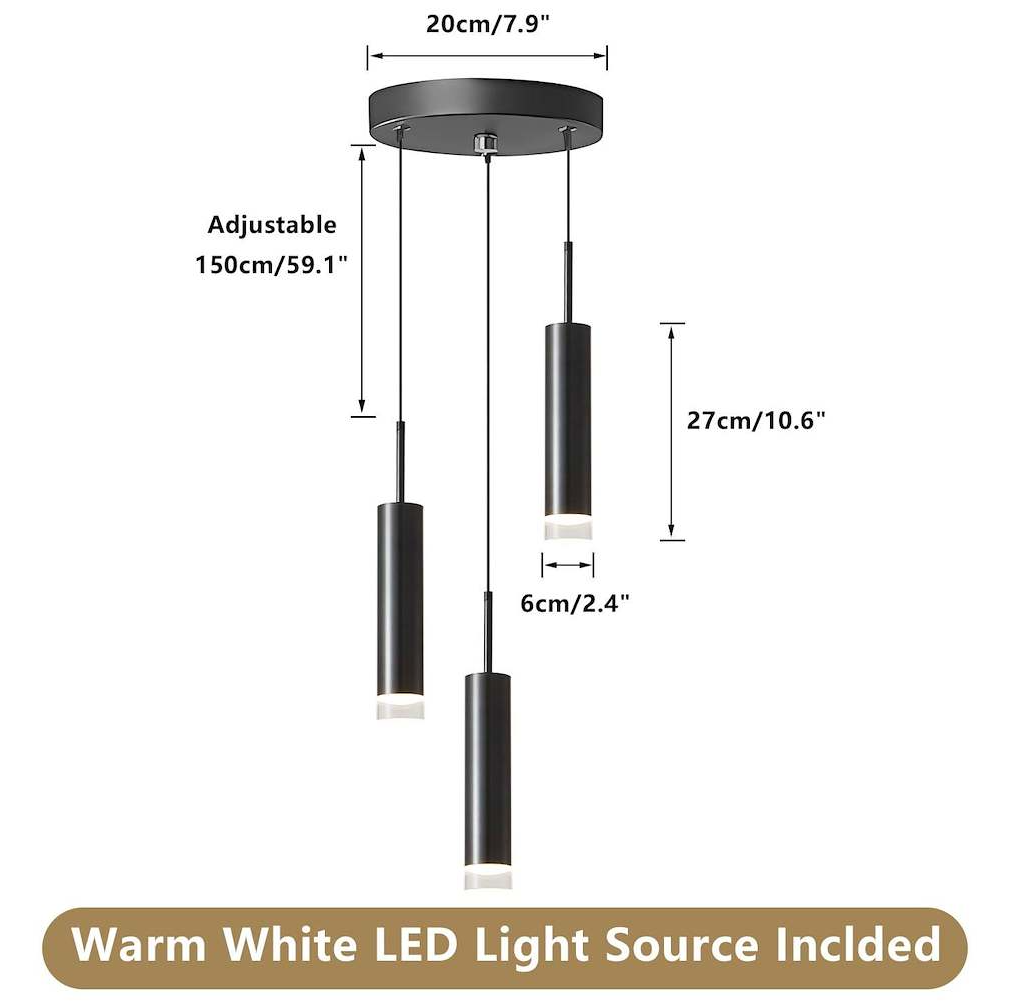 20cm/7.9"
Adjustable
150cm/59.1"
27cm/10.6"
6cm/2.4"
Warm White LED Light Source Inclded